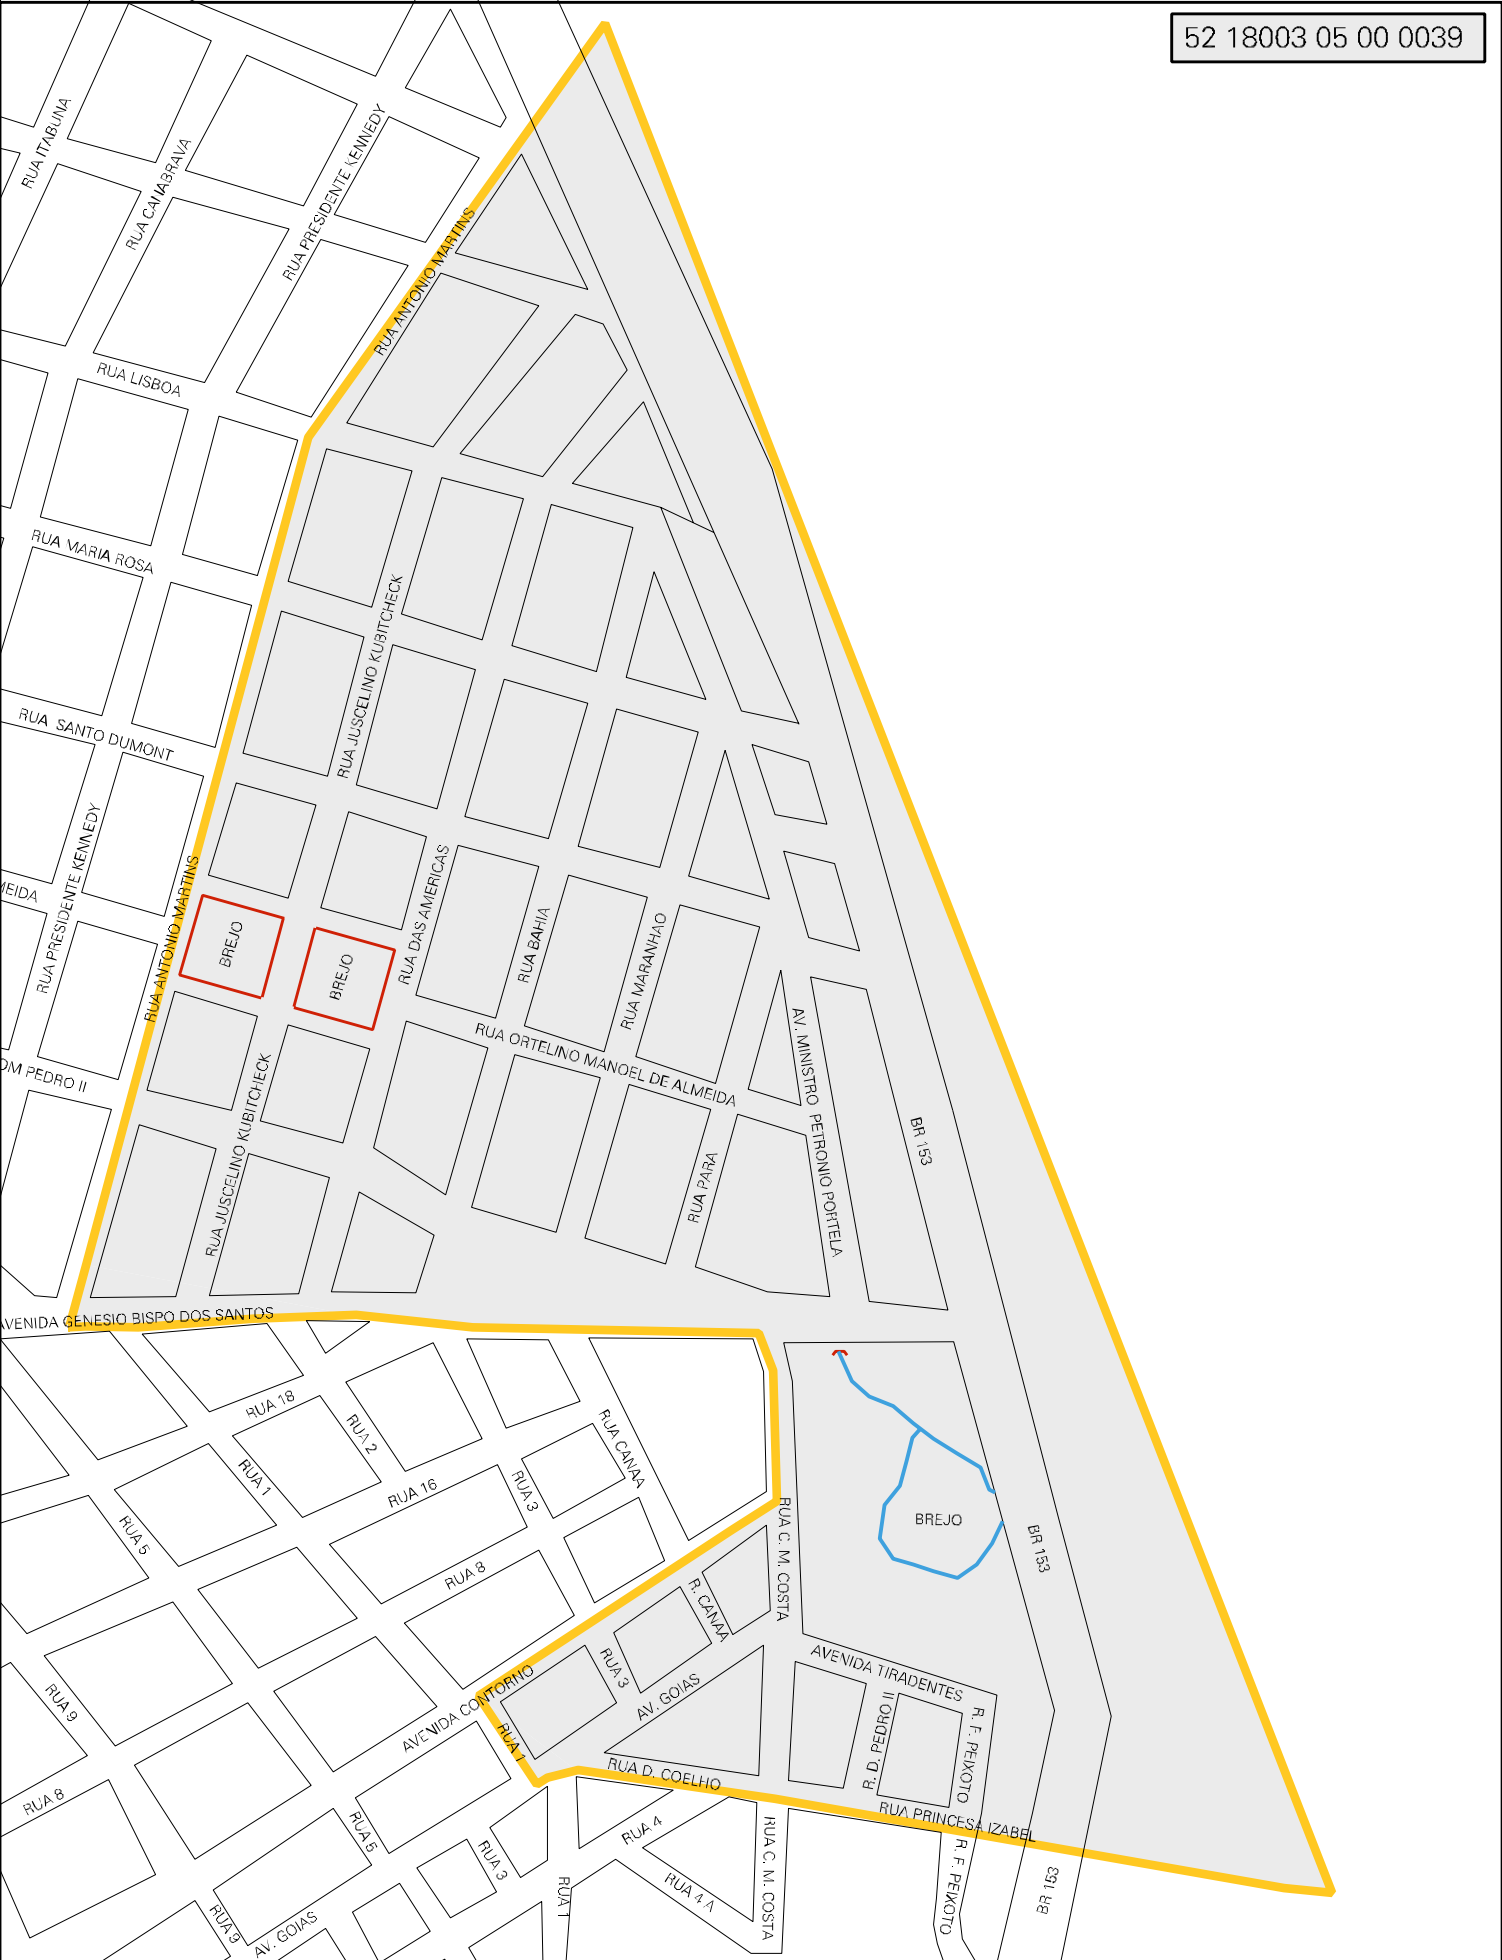 52 18003 05 00 0039
RUA ITABUNA
RUA CANABRAVA
RUA PRESIDENTE KENNEDY
RUA ANTONIO MARTINS
RUA LISBOA
RUA MARIA ROSA
RUA JUSCELINO KUBITCHECK
RUA SANTO DUMONT
RUA PRESIDENTE KENNEDY
MEIDA
RUA ANTONIO MARTINS
BREJO
BREJO
RUA DAS AMERICAS
RUA BAHIA
RUA MARANHAO
RUA ORTELINO MANOEL DE ALMEIDA
AV. MINISTRO PETRONIO PORTELA
BR 153
OM PEDRO II
RUA JUSCELINO KUBITCHECK
RUA PARA
AVENIDA GENESIO BISPO DOS SANTOS
RUA 18
RUA 2
RUA CANAA
RUA 1
RUA 16
RUA 3
RUA 5
RUA C. M. COSTA
BREJO
BR 153
RUA 8
R. CANAA
RUA 3
AVENIDA TIRADENTES
RUA 9
AVENIDA CONTORNO
AV. GOIAS
R. D. PEDRO II
R. F. PEIXOTO
RUA 1
RUA D. COELHO
RUA PRINCESA IZABEL
RUA 8
RUA 5
RUA 4
RUA 3
RUA C. M. COSTA
R. F. PEIXOTO
RUA 4 A
RUA 1
BR 153
RUA 9
AV. GOIAS